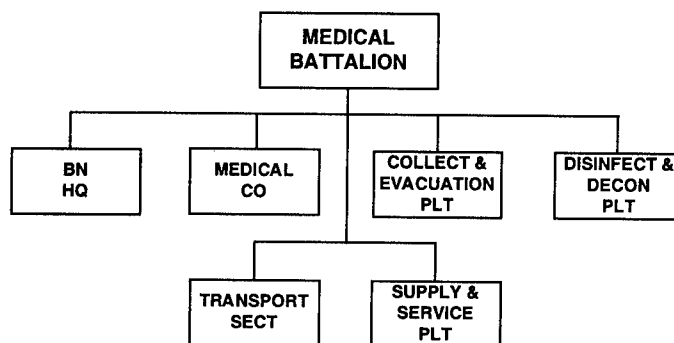 MEDICAL
BATTALION
BN
HQ
MEDICAL
CO
COLLECT &
EVACUATION
PLT
DISINFECT &
DECON
PLT
TRANSPORT
SECT
SUPPLY &
SERVICE
PLT